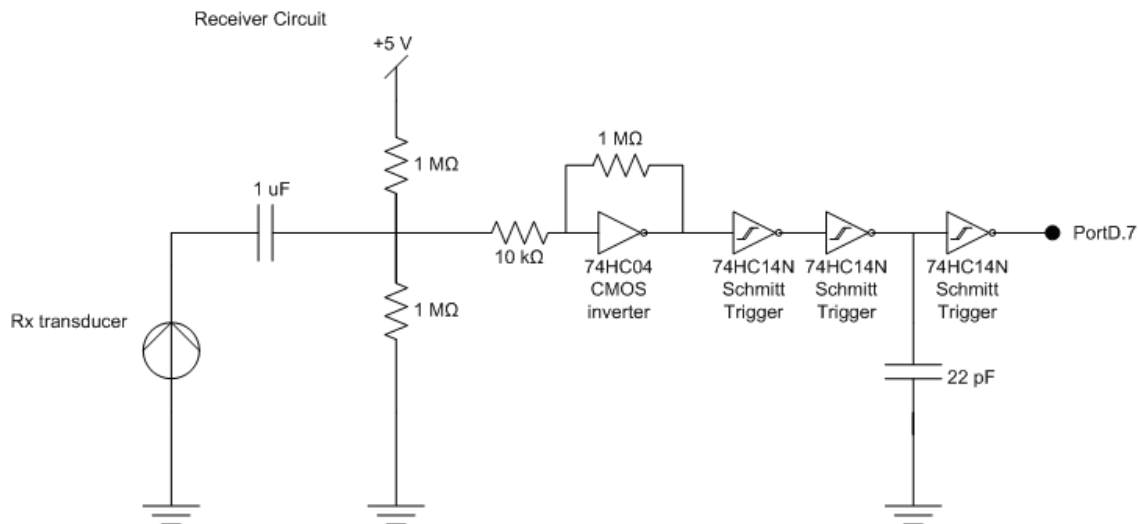 Receiver Circuit
+5 V
1 MΩ
1 MΩ
1 uF
10 kΩ
74HC04
CMOS
inverter
74HC14N
Schmitt
Trigger
74HC14N
Schmitt
Trigger
74HC14N
Schmitt
Trigger
PortD.7
Rx transducer
1 MΩ
22 pF